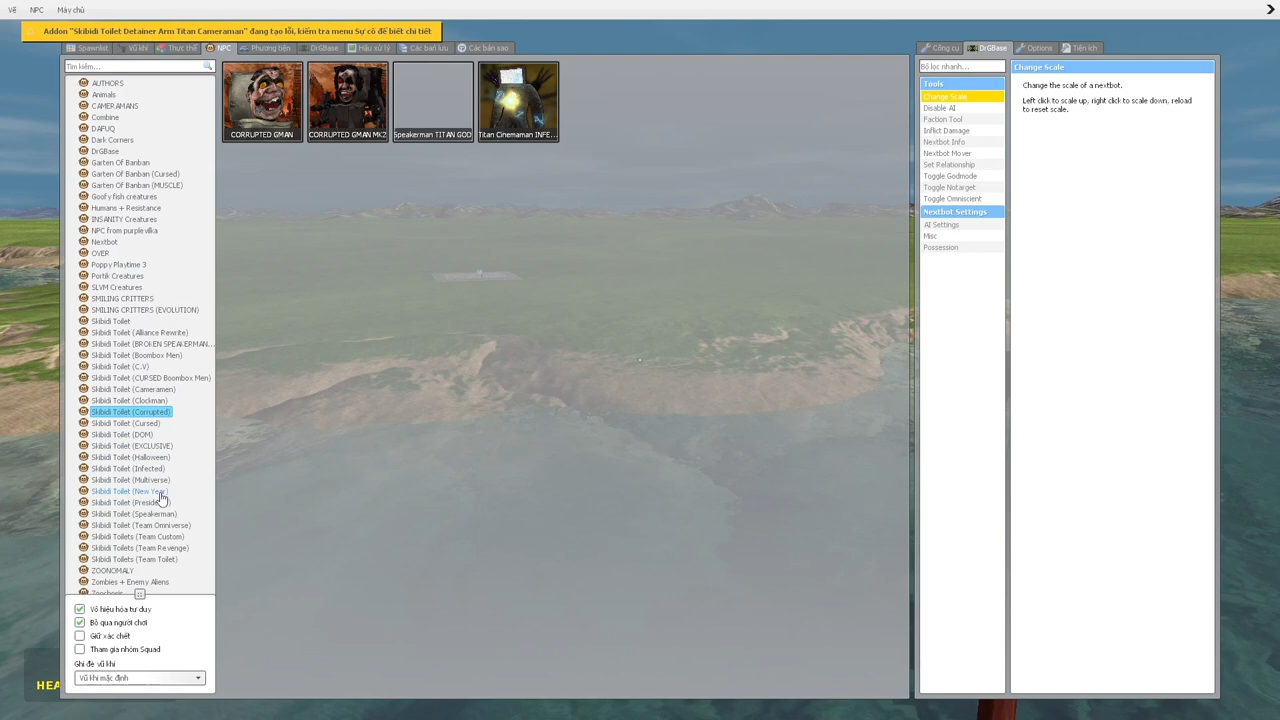 Vẽ NPC Máy chủ
Addon "Skibidi Toilet Detainer Arm Titan Cameraman" đang tạo lỗi, kiểm tra menu Sự cố để biết chi tiết
Spawnlist Vũ khí Thực thể NPC Phương tiện DrGBase Hậu xử lý Các bản lưu Các bản sao
Công cụ DrGBase Options Tiện ích
Tìm kiếm...
AUTHORS
Animals
CAMERAMANS
Combine
DAFUQ
Dark Corners
DrGBase
Garten Of Banban
Garten Of Banban (Cursed)
Garten Of Banban (MUSCLE)
Goofy fish creatures
Humans + Resistance
INSANITY Creatures
NPC from purplevilka
Nextbot
OVER
Poppy Playtime 3
Portik Creatures
SLVM Creatures
SMILING CRITTERS
SMILING CRITTERS (EVOLUTION)
Skibidi Toilet
Skibidi Toilet (Alliance Rewrite)
Skibidi Toilet (BROKEN SPEAKERMAN...
Skibidi Toilet (Boombox Men)
Skibidi Toilet (C.V)
Skibidi Toilet (CURSED Boombox Men)
Skibidi Toilet (Cameramen)
Skibidi Toilet (Clockman)
Skibidi Toilet (Corrupted)
Skibidi Toilet (Cursed)
Skibidi Toilet (DOM)
Skibidi Toilet (EXCLUSIVE)
Skibidi Toilet (Halloween)
Skibidi Toilet (Infected)
Skibidi Toilet (Multiverse)
Skibidi Toilet (New Year)
Skibidi Toilet
Skibidi Toilet (Speakerman)
Skibidi Toilet (Team Omniverse)
Skibidi Toilets (Team Custom)
Skibidi Toilets (Team Revenge)
Skibidi Toilets (Team Toilet)
ZOONOMALY
Zombies + Enemy Aliens
Vô hiệu hóa tư duy
Bỏ qua người chơi
Giữ xác chết
Tham gia nhóm Squad
Ghi đè vũ khí
Vũ khí mặc định
HEA
CORRUPTED GMAN
CORRUPTED GMAN MK2
Speakerman TITAN GOD
Titan Cinemaman INFE...
Bộ lọc nhanh...
Tools
Change Scale
Disable AI
Faction Tool
Inflict Damage
Nextbot Info
Nextbot Mover
Set Relationship
Toggle Godmode
Toggle Notarget
Toggle Omniscient
Nextbot Settings
AI Settings
Misc
Possession
Change Scale
Change the scale of a nextbot.
Left click to scale up, right click to scale down, reload
to reset scale.